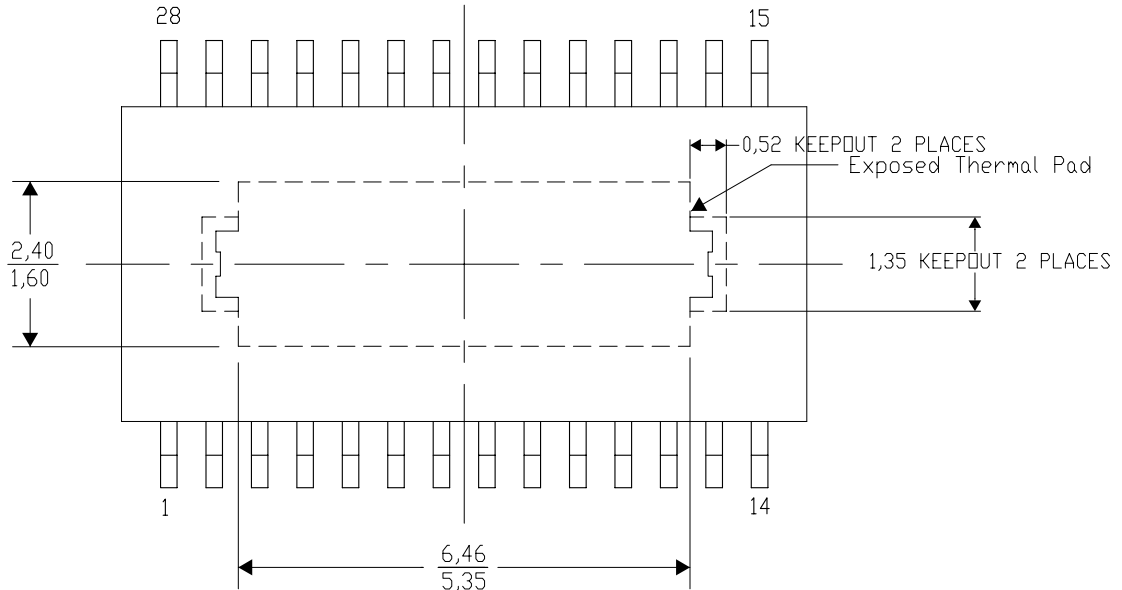 28
15
0,52 KEEPOUT 2 PLACES
Exposed Thermal Pad
2,40
1,60
1,35 KEEPOUT 2 PLACES
1
14
6,46
5,35